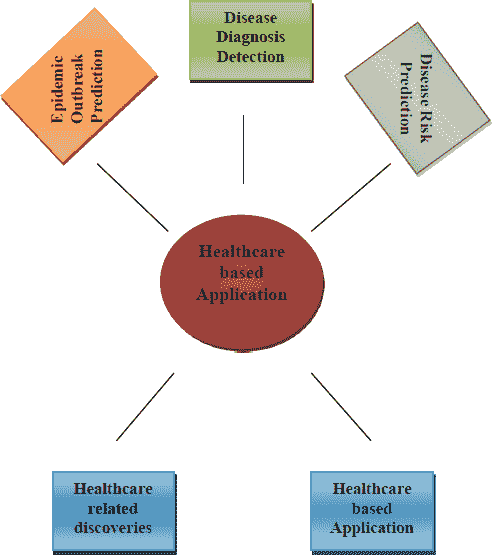 Disease
Diagnosis
Detection
Epidemic
Outbreak
Prediction
Disease Risk
Prediction
Healthcare
based
Application
Healthcare
related
discoveries
Healthcare
based
Application